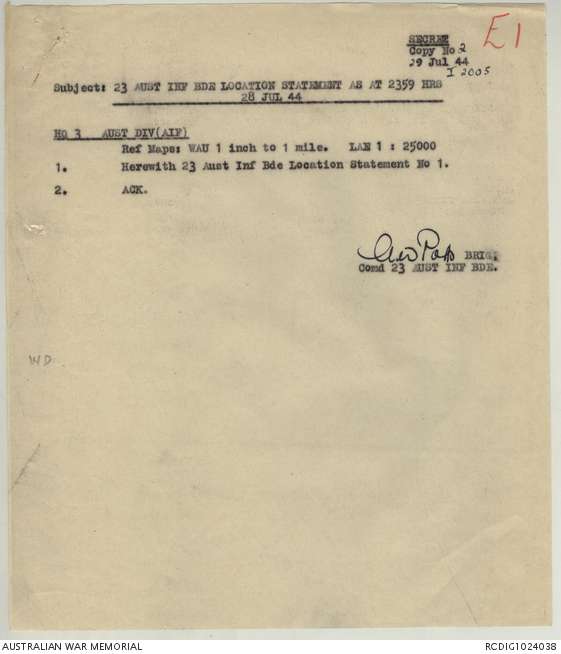 SECRET
Copy No 2
29 Jul 44
I 2005
E1
Subject: 23 AUST INF BDE LOCATION STATEMENT AS AT 2359 HRS
28 JUL 44
HQ 3 AUST DIV(AIF)
Ref Maps: WAU 1 inch to 1 mile. LAE 1 : 25000
1. Herewith 23 Aust Inf Bde Location Statement No 1.
2. ACK.
BRIG.
Comd 23 AUST INF BDE.
WD
AUSTRALIAN WAR MEMORIAL
RCDIG1024038